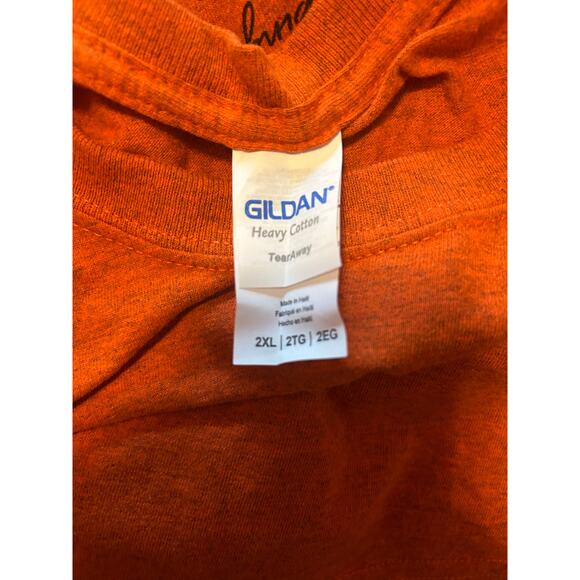 GILDAN®
Heavy Cotton
TearAway
Made in Haiti
Fabriqué en Haïti
Hecho en Haití
2XL | 2TG | 2EG